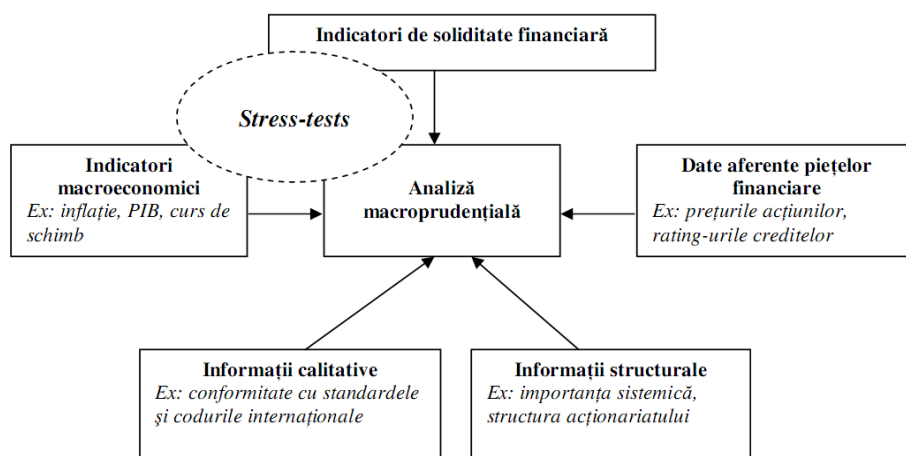 Indicatori de soliditate financiară
Stress-tests
Indicatori
macroeconomici
Ex: inflație, PIB, curs de
schimb
Analiză
macroprudențială
Date aferente piețelor
financiare
Ex: prețurile acțiunilor,
rating-urile creditelor
Informații calitative
Ex: conformitate cu standardele
și codurile internaționale
Informații structurale
Ex: importanța sistemică,
structura acționariatului